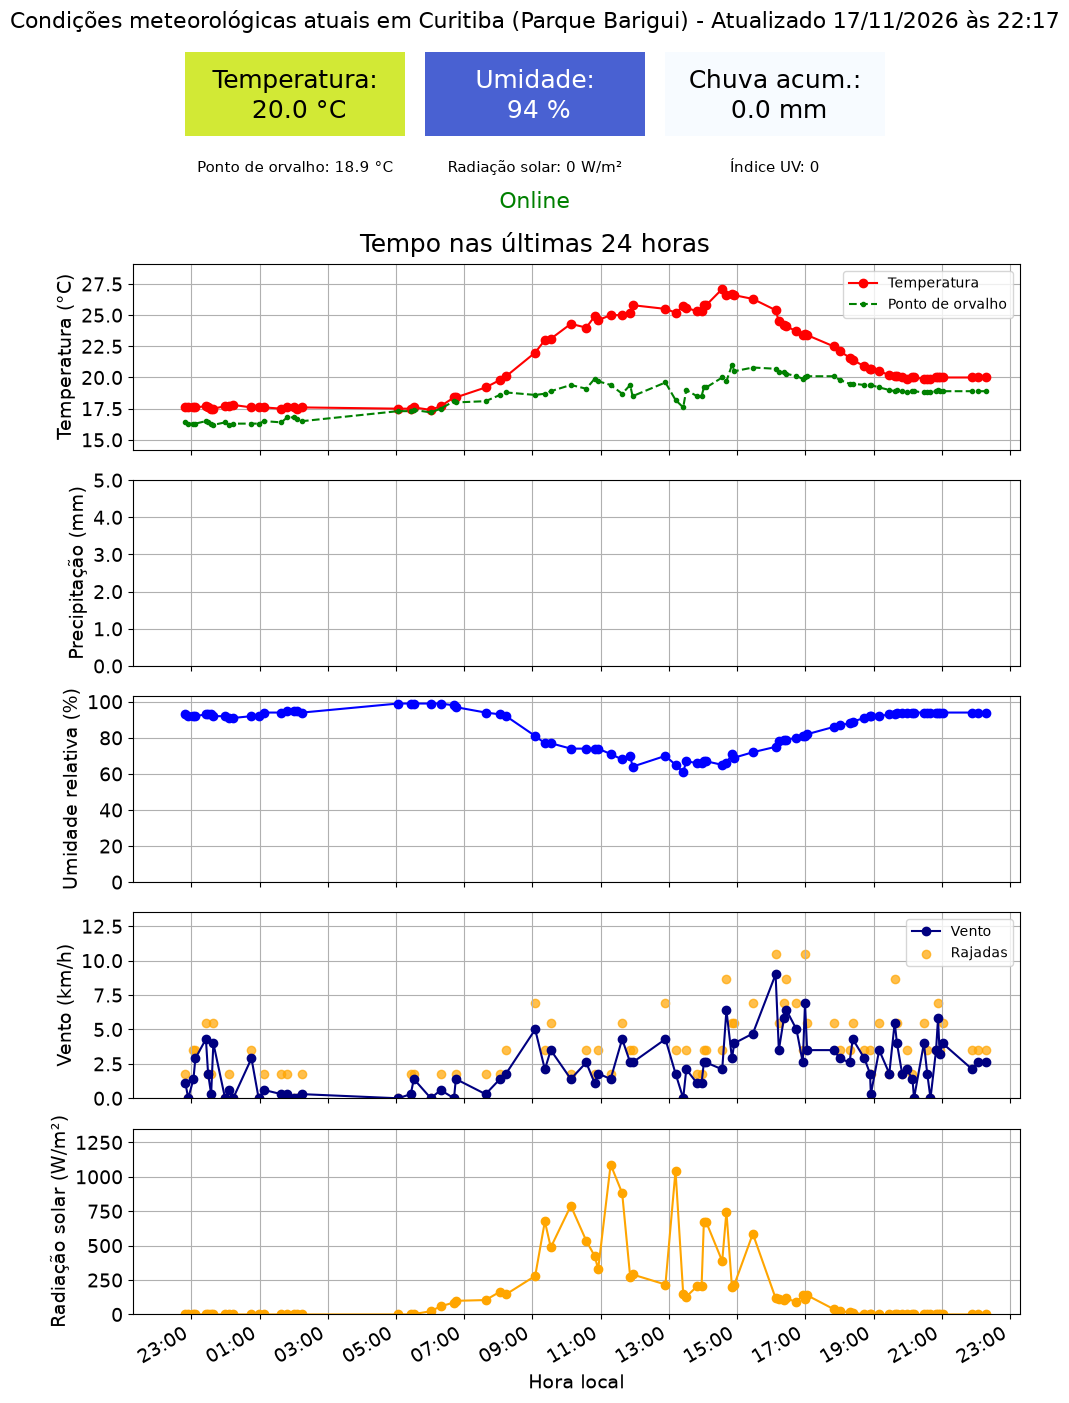 Condições meteorológicas atuais em Curitiba (Parque Barigui) - Atualizado 17/11/2026 às 22:17
Temperatura:
20.0 °C
Umidade:
94 %
Chuva acum.:
0.0 mm
Ponto de orvalho: 18.9 °C
Radiação solar: 0 W/m²
Índice UV: 0
Online
Tempo nas últimas 24 horas
Temperatura (°C)
27.5
25.0
22.5
20.0
17.5
15.0
Temperatura
Ponto de orvalho
Precipitação (mm)
5.0
4.0
3.0
2.0
1.0
0.0
Umidade relativa (%)
100
80
60
40
20
0
Vento (km/h)
12.5
10.0
7.5
5.0
2.5
0.0
Vento
Rajadas
Radiação solar (W/m²)
1250
1000
750
500
250
0
23:00
01:00
03:00
05:00
07:00
09:00
11:00
13:00
15:00
17:00
19:00
21:00
23:00
Hora local